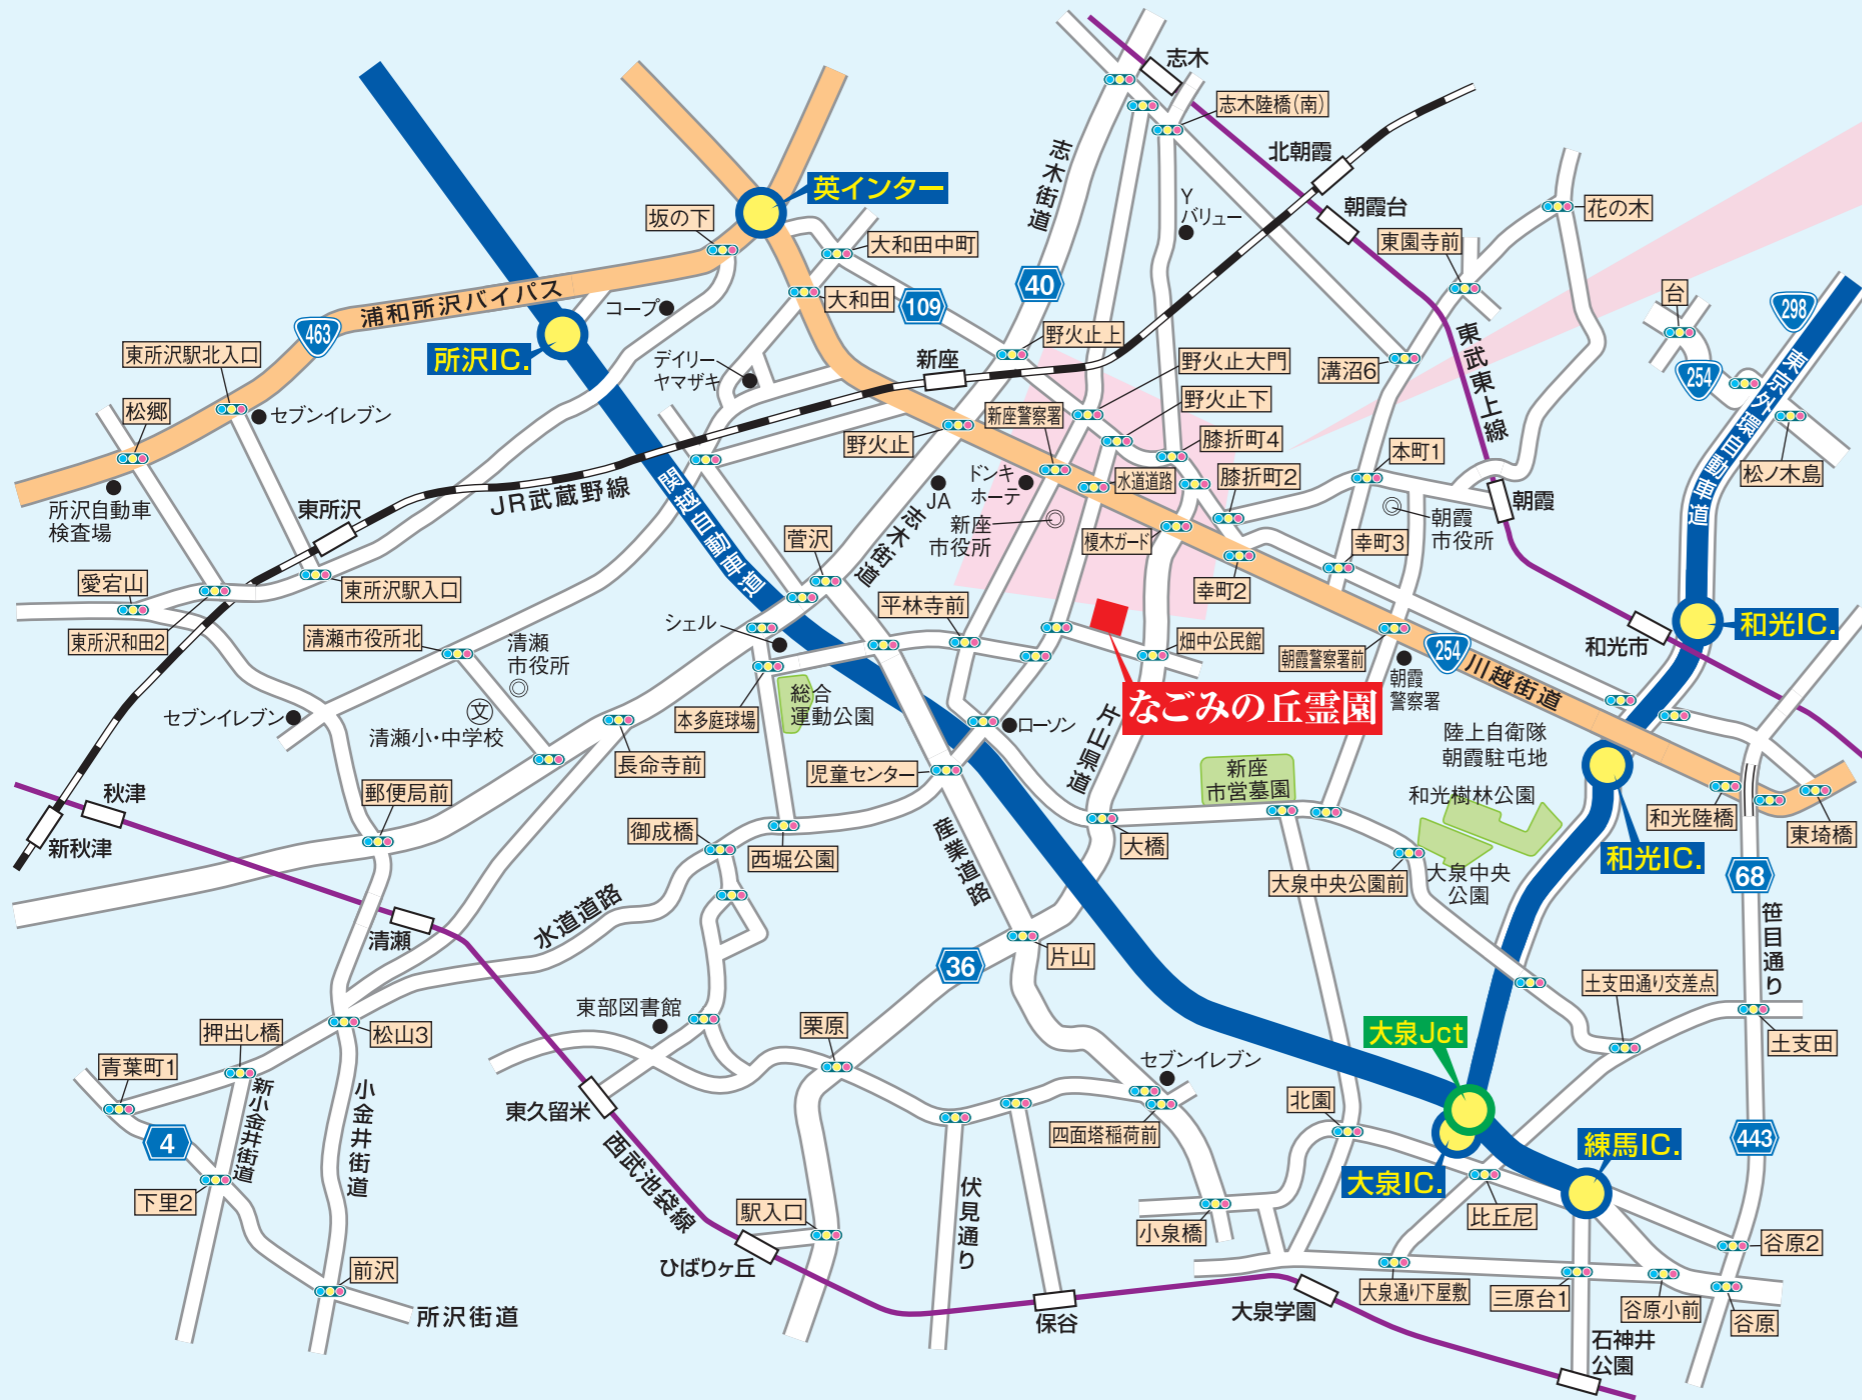 志木
志木陸橋(南)
北朝霞
志木街道
朝霞台
花の木
東園寺前
Y
バリュー
英インター
坂の下
大和田中町
大和田
109
40
コープ
浦和所沢バイパス
463
所沢IC.
東所沢駅北入口
デイリー
ヤマザキ
新座
野火止上
野火止大門
野火止下
溝沼6
東武東上線
台
298
254
東京外環自動車道
松ノ木島
松郷
セブンイレブン
新座警察署
野火止
膝折町4
膝折町2
水道道路
本町1
朝霞
所沢自動車
検査場
東所沢
JR武蔵野線
関越自動車道
ドンキ
ホーテ
JA
志木街道
新座
市役所
榎木ガード
朝霞
市役所
幸町3
幸町2
菅沢
愛宕山
東所沢駅入口
東所沢和田2
清瀬市役所北
清瀬
市役所
シェル
平林寺前
畑中公民館
朝霞警察署前
254
朝霞
警察署
川越街道
和光市
和光IC.
なごみの丘霊園
セブンイレブン
文
清瀬小・中学校
本多庭球場
総合
運動公園
ローソン
片山県道
陸上自衛隊
朝霞駐屯地
長命寺前
児童センター
新座
市営墓園
和光樹林公園
和光陸橋
東埼橋
和光IC.
秋津
新秋津
郵便局前
御成橋
西堀公園
産業道路
大橋
大泉中央公園前
大泉中央
公園
68
笹目通り
清瀬
水道道路
36
片山
土支田通り交差点
土支田
東部図書館
栗原
大泉Jct
押出し橋
松山3
青葉町1
新小金井街道
小金井街道
4
下里2
東久留米
西武池袋線
セブンイレブン
四面塔稲荷前
北園
大泉IC.
練馬IC.
443
伏見通り
駅入口
ひばりヶ丘
小泉橋
比丘尼
谷原2
前沢
所沢街道
保谷
大泉学園
大泉通り下屋敷
三原台1
谷原小前
谷原
石神井
公園